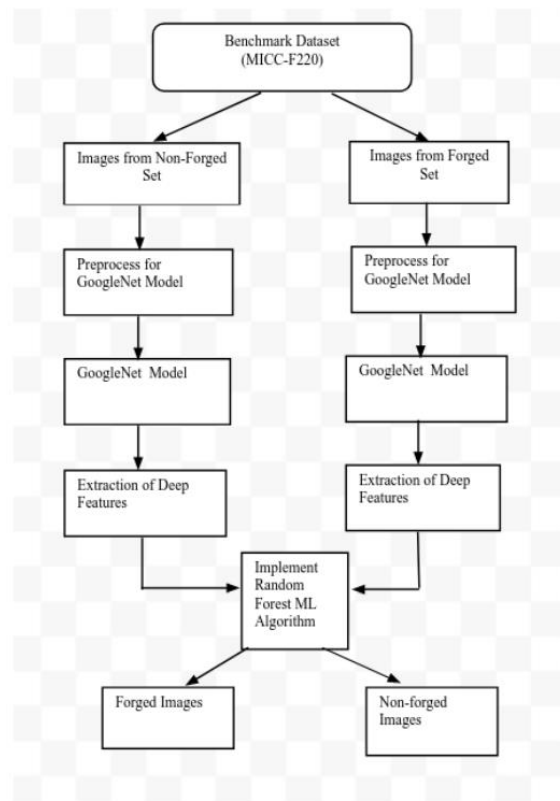 Benchmark Dataset
(MICC-F220)
Images from Non-Forged
Set
Images from Forged
Set
Preprocess for
GoogleNet Model
Preprocess for
GoogleNet Model
GoogleNet Model
GoogleNet Model
Extraction of Deep
Features
Extraction of Deep
Features
Implement
Random
Forest ML
Algorithm
Forged Images
Non-forged
Images